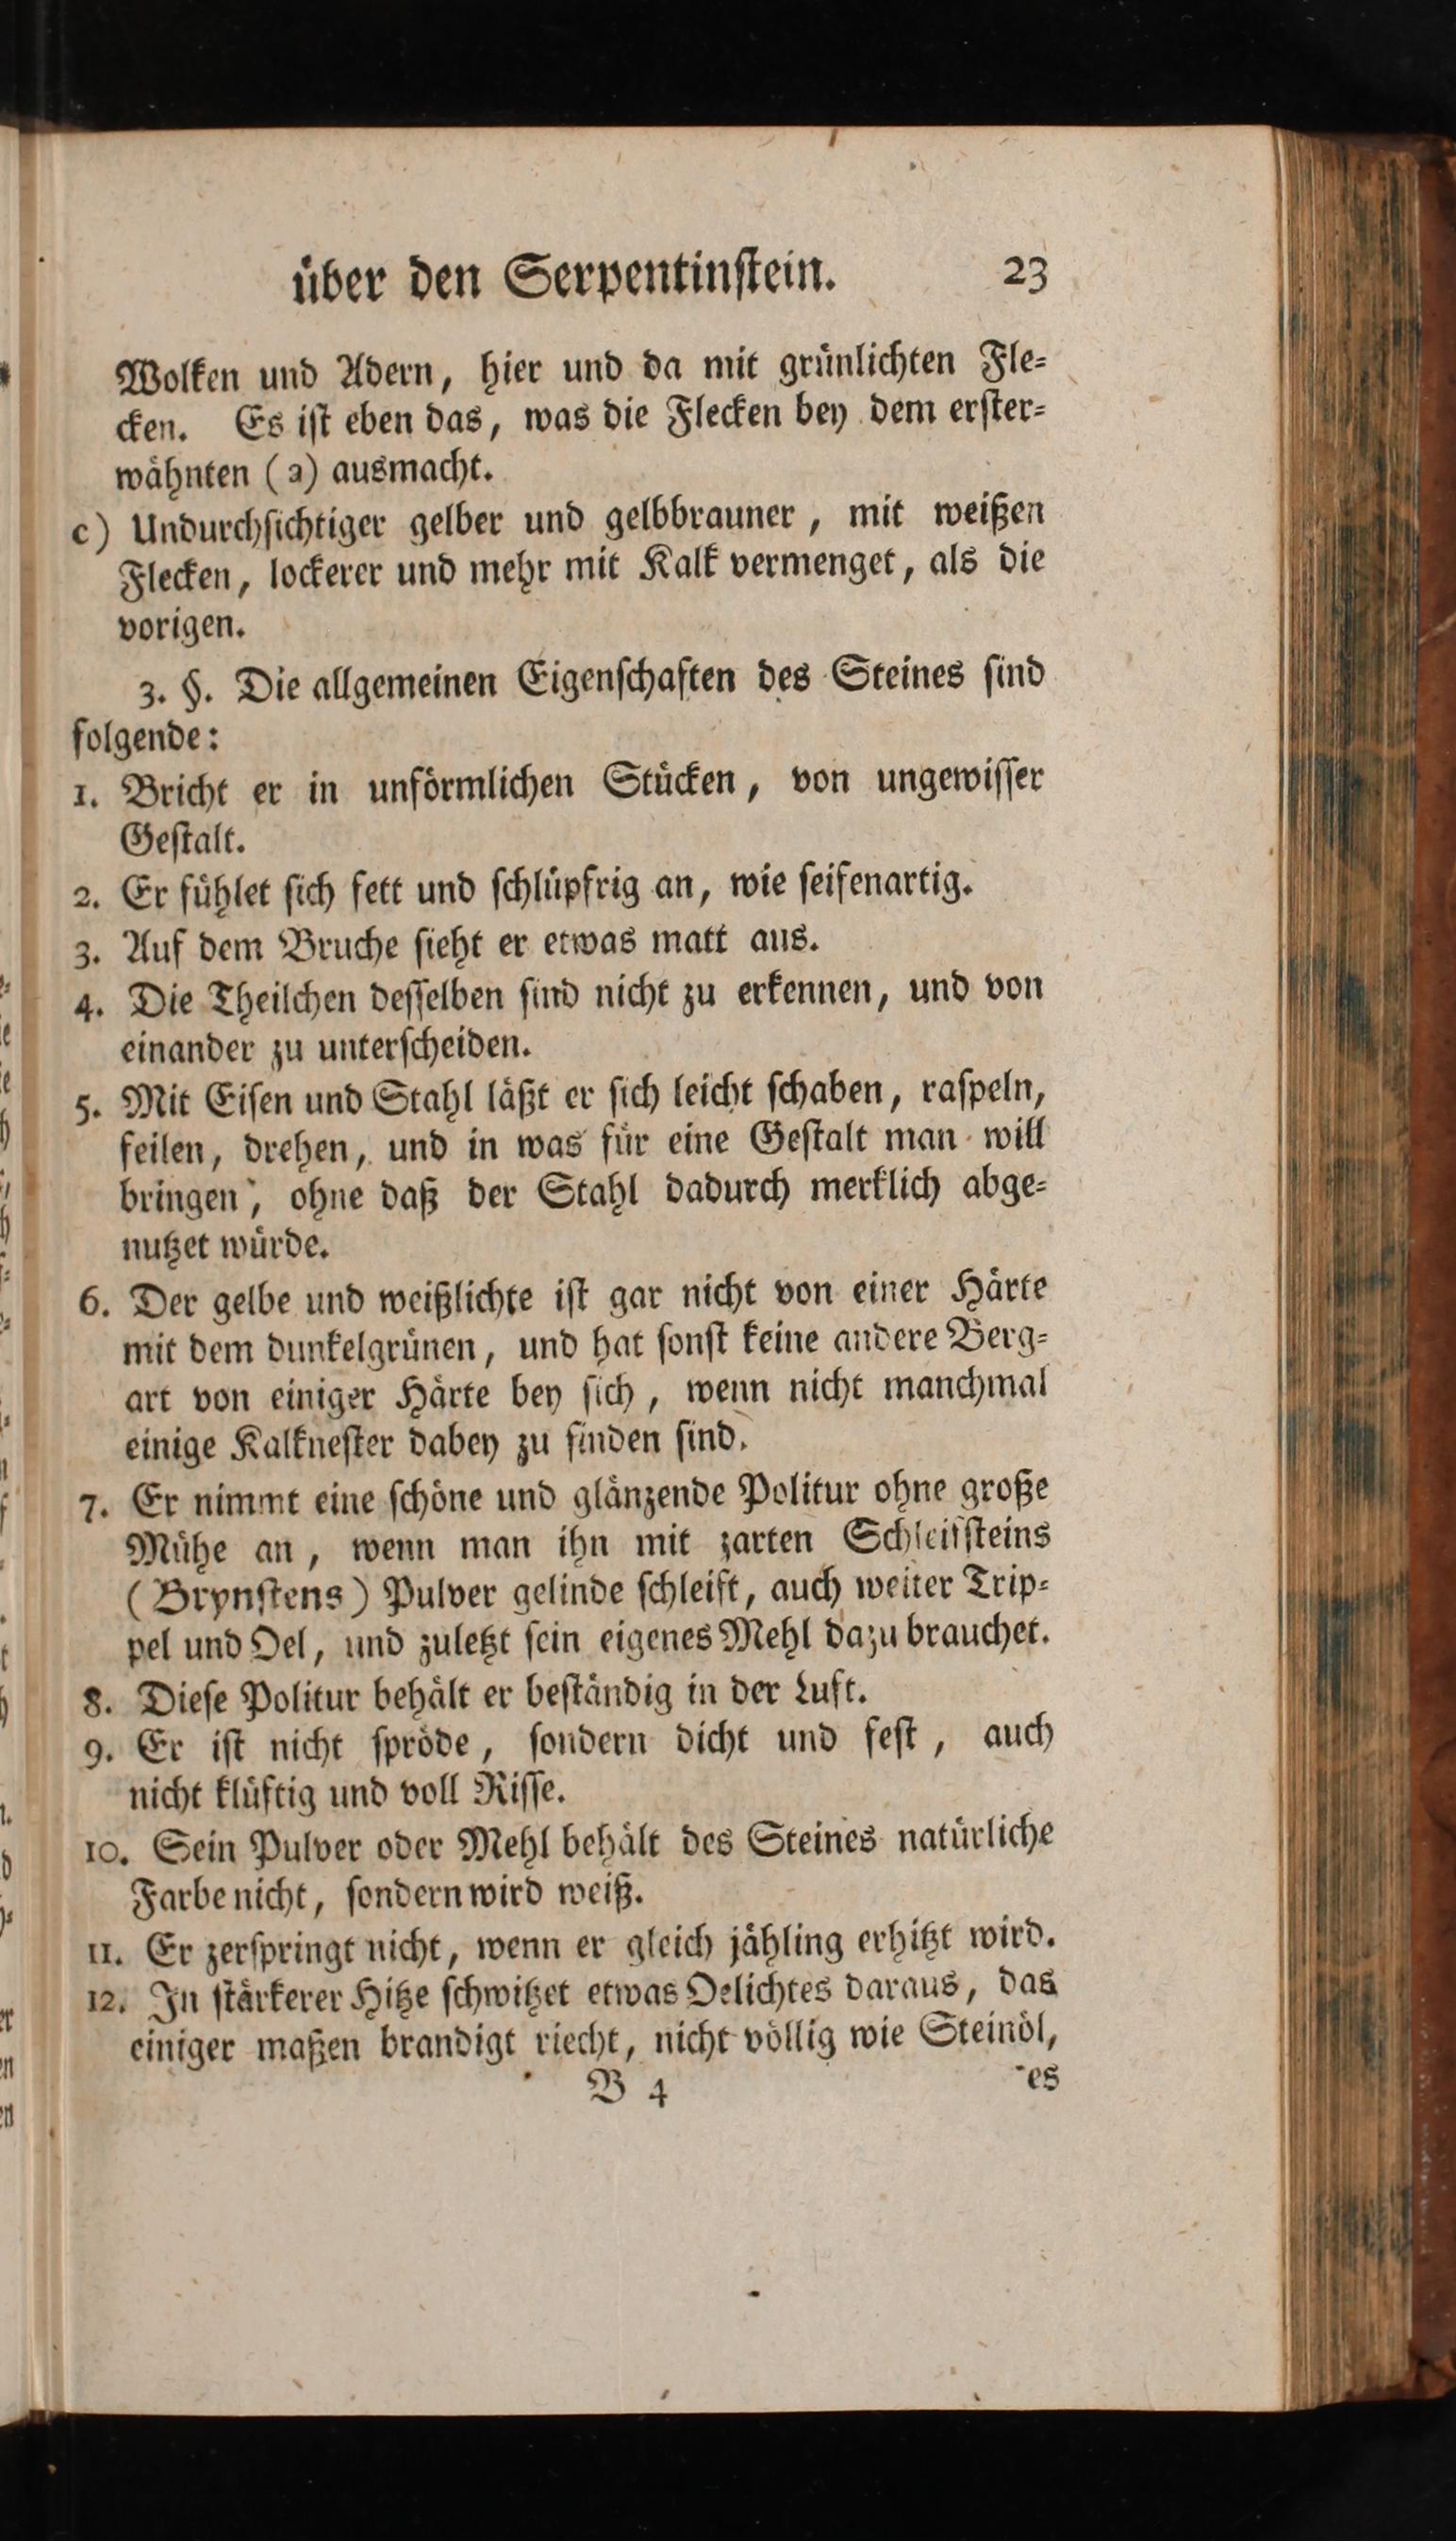 über den Serpentinſtein. 23
Wolken und Adern, hier und da mit grünlichten Fle⸗
cken. Es iſt eben das, was die Flecken bey dem erſter⸗
wähnten (a) ausmacht.
c) Undurchſichtiger gelber und gelbbrauner, mit weißen
Flecken, lockerer und mehr mit Kalk vermenget, als die
vorigen.
3. §. Die allgemeinen Eigenſchaften des Steines ſind
folgende:
1. Bricht er in unförmlichen Stücken, von ungewiſſer
Geſtalt.
2. Er fühlet ſich fett und ſchlüpfrig an, wie ſeifenartig.
3. Auf dem Bruche ſieht er etwas matt aus.
4. Die Theilchen deſſelben ſind nicht zu erkennen, und von
einander zu unterſcheiden.
5. Mit Eiſen und Stahl läßt er ſich leicht ſchaben, raſpeln,
feilen, drehen, und in was für eine Geſtalt man will
bringen, ohne daß der Stahl dadurch merklich abge⸗
nutzet würde.
6. Der gelbe und weißlichte iſt gar nicht von einer Härte
mit dem dunkelgrünen, und hat ſonſt keine andere Berg⸗
art von einiger Härte bey ſich, wenn nicht manchmal
einige Kalkneſter dabey zu finden ſind.
7. Er nimmt eine ſchöne und glänzende Politur ohne große
Mühe an, wenn man ihn mit zarten Schleifſteins
(Brynſtens) Pulver gelinde ſchleift, auch weiter Trip⸗
pel und Oel, und zuletzt ſein eigenes Mehl dazu brauchet.
8. Dieſe Politur behält er beſtändig in der Luft.
9. Er iſt nicht ſpröde, ſondern dicht und feſt, auch
nicht klüftig und voll Riſſe.
10. Sein Pulver oder Mehl behält des Steines natürliche
Farbe nicht, ſondern wird weiß.
11. Er zerſpringt nicht, wenn er gleich jähling erhitzt wird.
12. In ſtärkerer Hitze ſchwitzet etwas Oelichtes daraus, das
einiger maßen brandigt riecht, nicht völlig wie Steinöl,
B 4 es